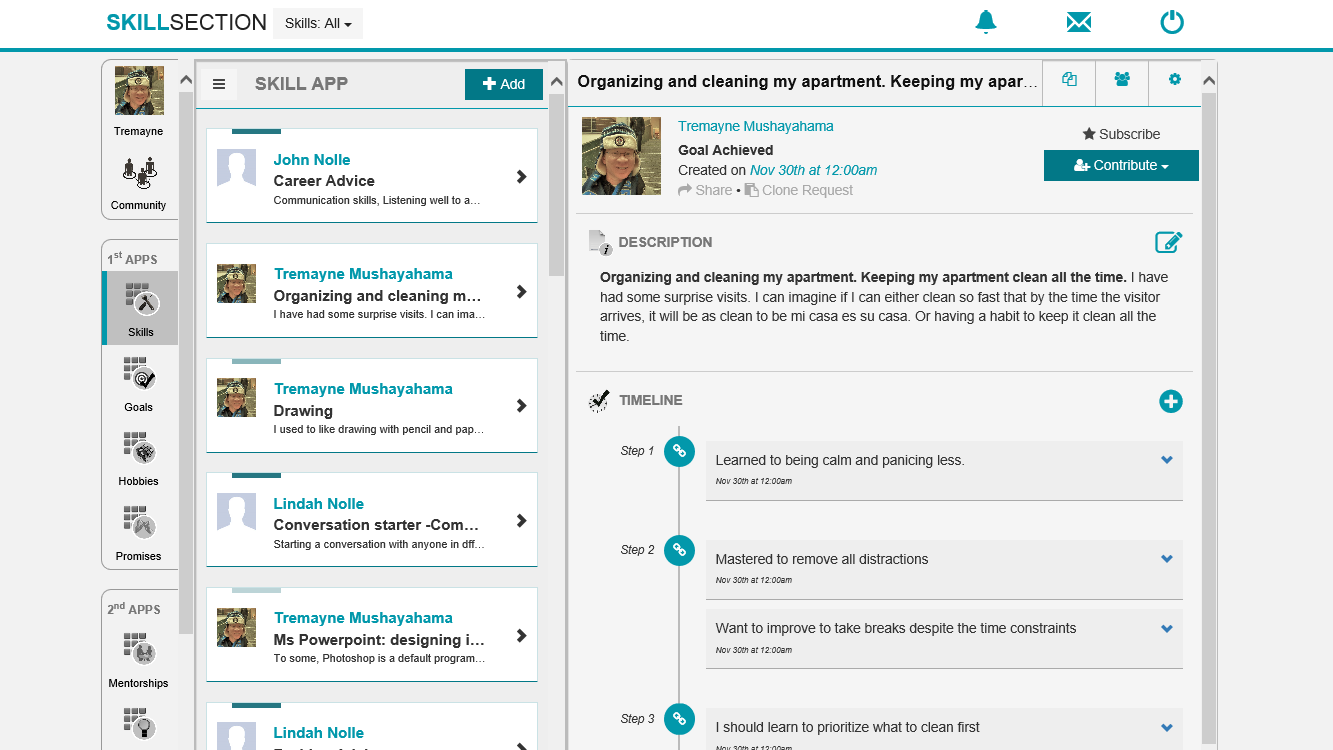 SKILLSECTION Skills: All
Tremayne
Community
1st APPS
Skills
Goals
Hobbies
Promises
2nd APPS
Mentorships
SKILL APP
Add
John Nolle
Career Advice
Communication skills, Listening well to a…
Tremayne Mushayahama
Organizing and cleaning m…
I have had some surprise visits. I can ima…
Tremayne Mushayahama
Drawing
I used to like drawing with pencil and pap…
Lindah Nolle
Conversation starter -Com…
Starting a conversation with anyone in dff…
Tremayne Mushayahama
Ms Powerpoint: designing i…
To some, Photoshop is a default program…
Lindah Nolle
Organizing and cleaning my apartment. Keeping my apar…
Tremayne Mushayahama
Goal Achieved
Created on Nov 30th at 12:00am
Share • Clone Request
Subscribe
Contribute
DESCRIPTION
Organizing and cleaning my apartment. Keeping my apartment clean all the time. I have
had some surprise visits. I can imagine if I can either clean so fast that by the time the visitor
arrives, it will be as clean to be mi casa es su casa. Or having a habit to keep it clean all the
time.
TIMELINE
Step 1
Learned to being calm and panicing less.
Nov 30th at 12:00am
Step 2
Mastered to remove all distractions
Nov 30th at 12:00am
Want to improve to take breaks despite the time constraints
Nov 30th at 12:00am
Step 3
I should learn to prioritize what to clean first
Nov 30th at 12:00am